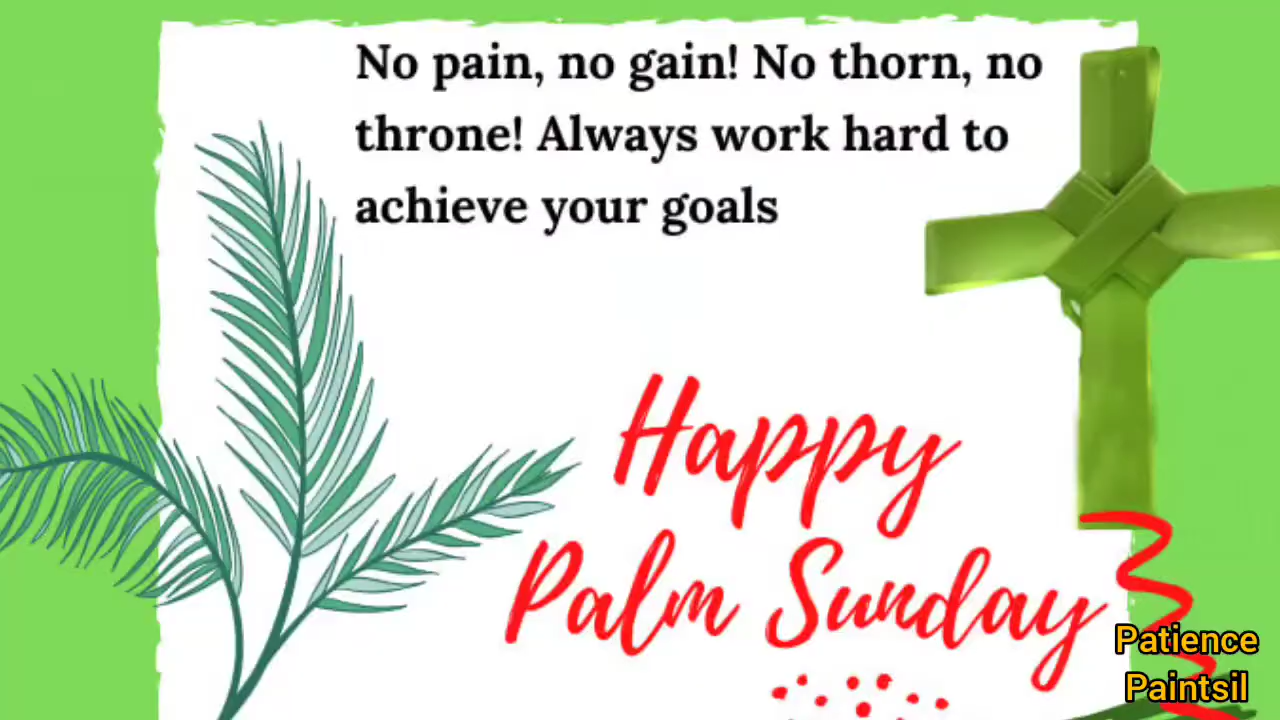 No pain, no gain! No thorn, no
throne! Always work hard to
achieve your goals
Happy
Palm Sunday
Patience
Paintsil